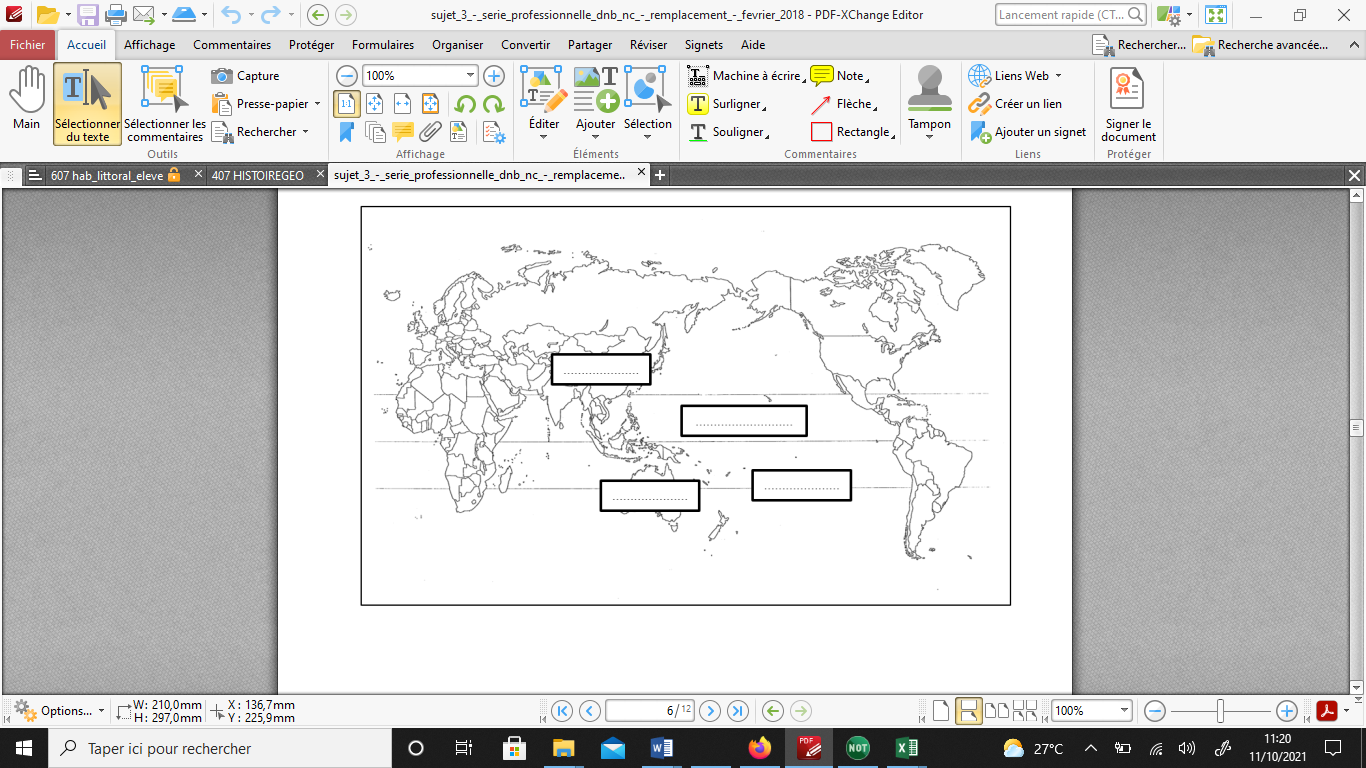 sujet_3_-_serie_professionnelle_dnb_nc_-_remplacement_-_fevrier_2018 - PDF-XChange Editor
Lancement rapide (CT...
Fichier Accueil Affichage Commentaires Protéger Formulaires Organiser Convertir Partager Réviser Signets Aide Rechercher... Recherche avancée...
Main
Sélectionner du texte
Sélectionner les commentaires
Capture
Presse-papier
Rechercher
Outils
100%
1:1
Affichage
Éditer
Ajouter
Sélection
Éléments
Machine à écrire
Surligner
Souligner
Note
Flèche
Rectangle
Commentaires
Tampon
Liens Web
Créer un lien
Ajouter un signet
Liens
Signer le document
Protéger
607 hab_littoral_eleve
407 HISTOIREGEO
sujet_3_-_serie_professionnelle_dnb_nc_-_remplaceme..
....................
..........................
....................
....................
Options...
W: 210,0mm
H: 297,0mm
X : 136,7mm
Y : 225,9mm
6 / 12
100%
Taper ici pour rechercher
PDF
NOT
27°C
11:20
11/10/2021